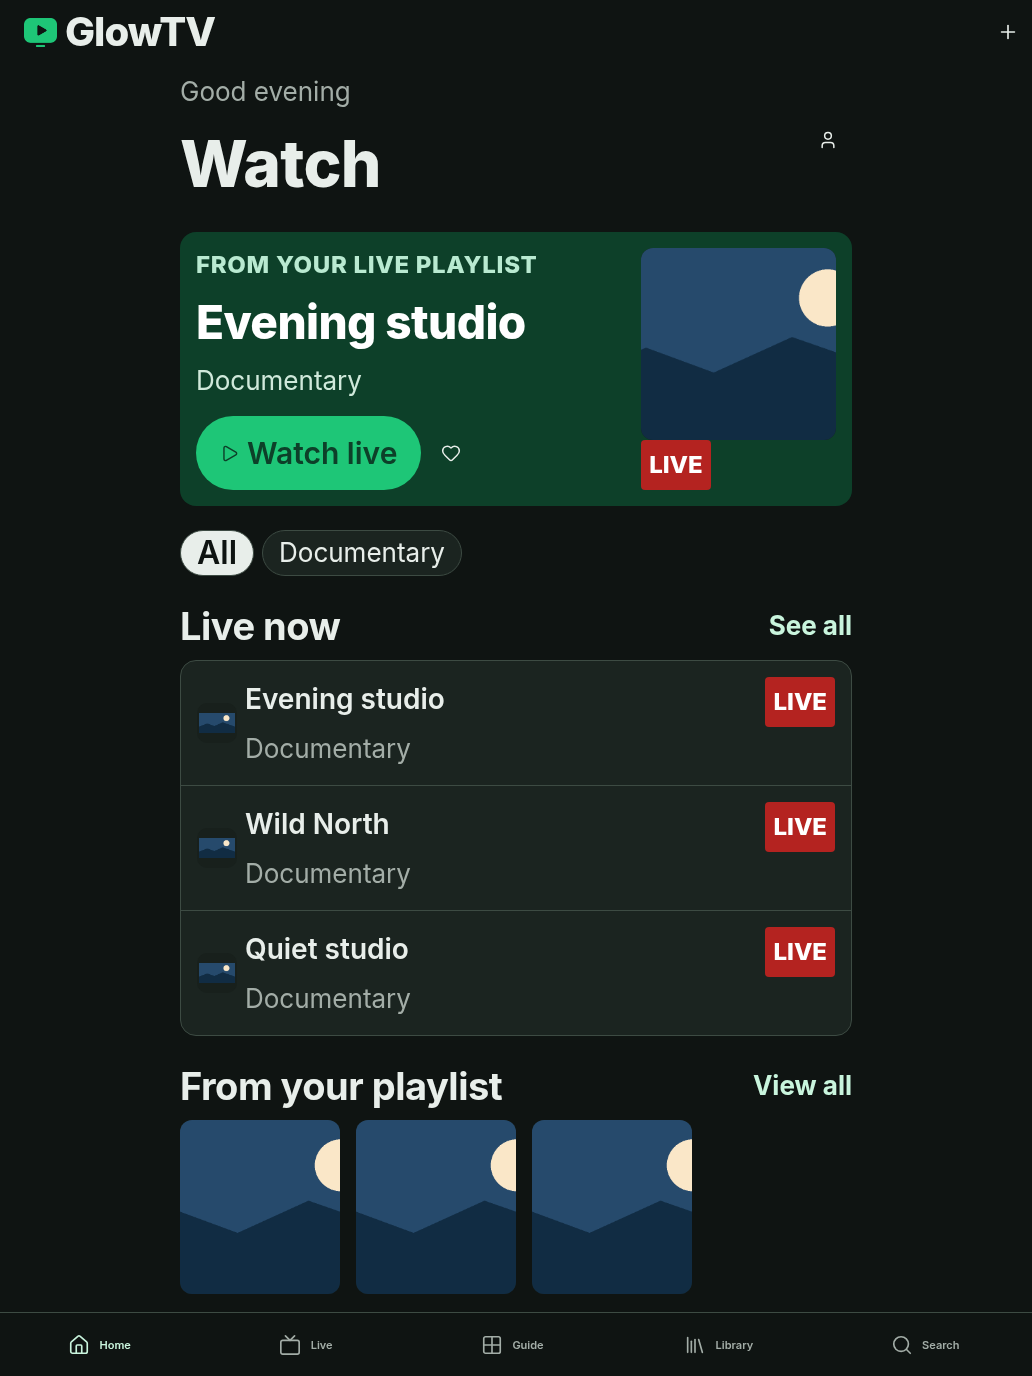 GlowTV
Good evening
Watch
FROM YOUR LIVE PLAYLIST
Evening studio
Documentary
Watch live
LIVE
All
Documentary
Live now
See all
Evening studio
LIVE
Documentary
Wild North
LIVE
Documentary
Quiet studio
LIVE
Documentary
From your playlist
View all
Home
Live
Guide
Library
Search